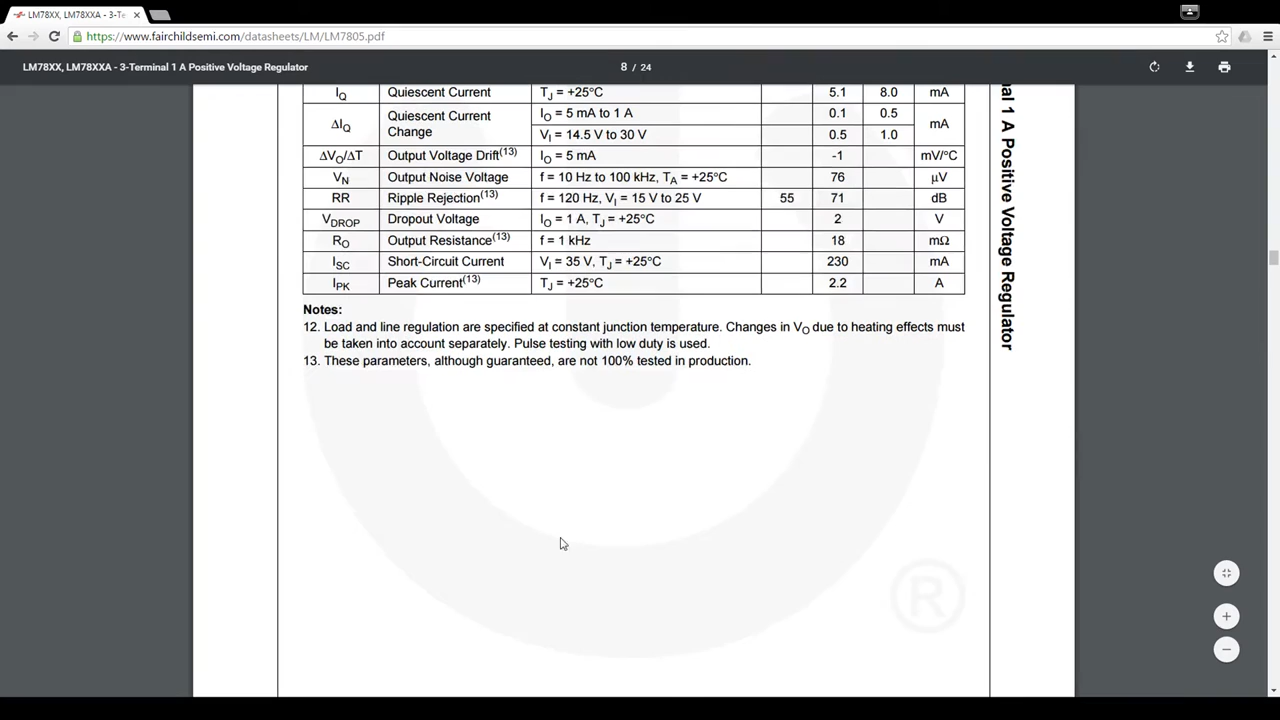 LM78XX, LM78XXA - 3-Te
https://www.fairchildsemi.com/datasheets/LM/LM7805.pdf
LM78XX, LM78XXA - 3-Terminal 1 A Positive Voltage Regulator
8 / 24
IQ Quiescent Current TJ = +25°C 5.1 8.0 mA
ΔIQ Quiescent Current Change IO = 5 mA to 1 A 0.1 0.5 mA
VI = 14.5 V to 30 V 0.5 1.0
ΔVO/ΔT Output Voltage Drift(13) IO = 5 mA -1 mV/°C
VN Output Noise Voltage f = 10 Hz to 100 kHz, TA = +25°C 76 μV
RR Ripple Rejection(13) f = 120 Hz, VI = 15 V to 25 V 55 71 dB
VDROP Dropout Voltage IO = 1 A, TJ = +25°C 2 V
RO Output Resistance(13) f = 1 kHz 18 mΩ
ISC Short-Circuit Current VI = 35 V, TJ = +25°C 230 mA
IPK Peak Current(13) TJ = +25°C 2.2 A
Notes:
12. Load and line regulation are specified at constant junction temperature. Changes in VO due to heating effects must
be taken into account separately. Pulse testing with low duty is used.
13. These parameters, although guaranteed, are not 100% tested in production.
nal 1 A Positive Voltage Regulator
®